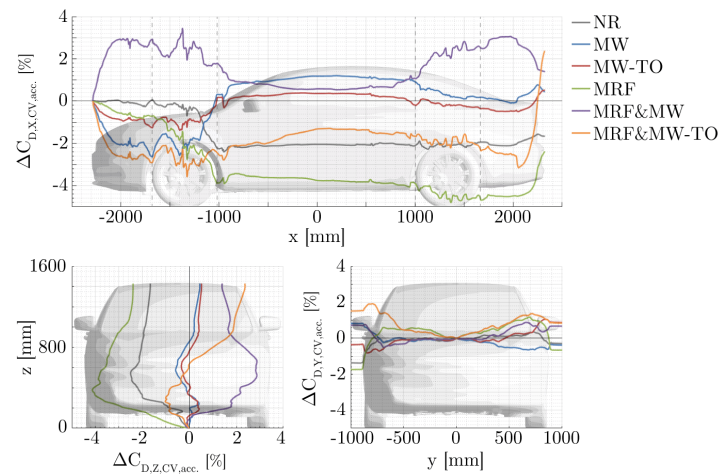 4
2
0
-2
-4
ΔC_D,X,CV,acc. [%]
-2000 -1000 0 1000 2000
x [mm]
NR
MW
MW-TO
MRF
MRF&MW
MRF&MW-TO
1600
800
0
z [mm]
-4 -2 0 2 4
ΔC_D,Z,CV,acc. [%]
4
2
0
-2
-4
-5
ΔC_D,Y,CV,acc. [%]
-1000 -500 0 500 1000
y [mm]